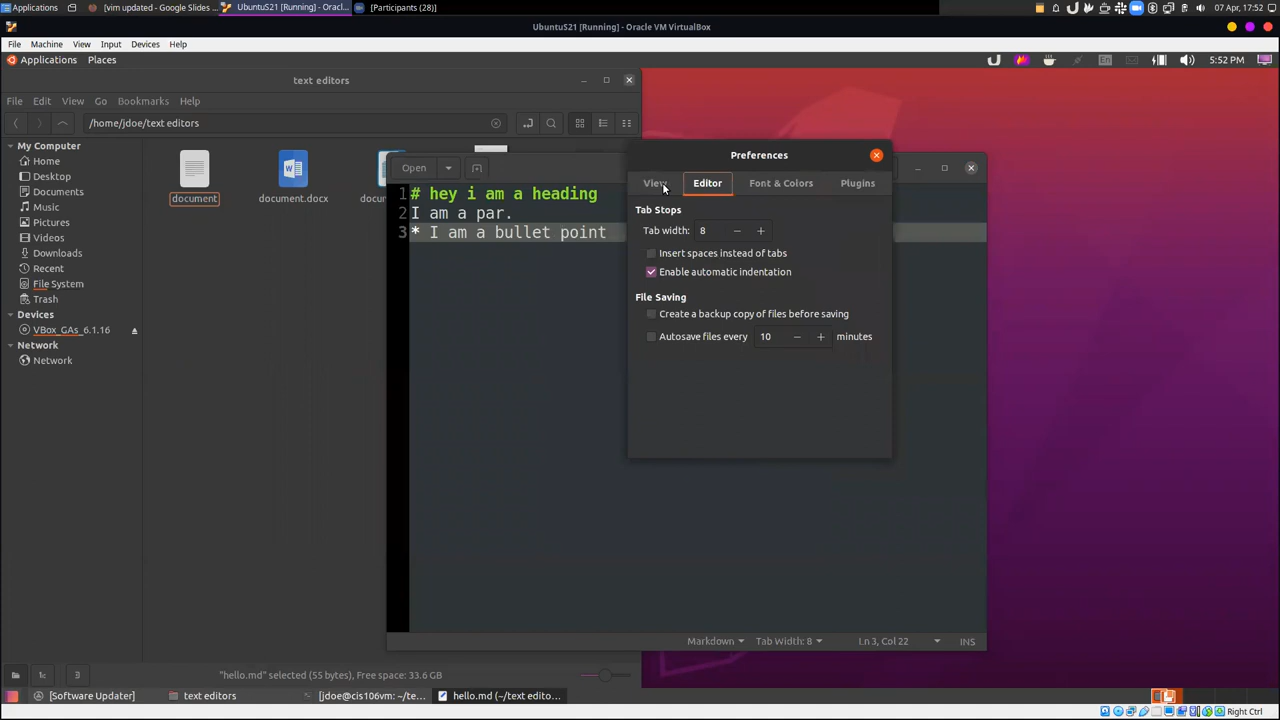 Applications
[vim updated - Google Slides ...
UbuntuS21 [Running] - Oracl...
[Participants (28)]
07 Apr, 17:52
UbuntuS21 [Running] - Oracle VM VirtualBox
File Machine View Input Devices Help
Applications Places
En
5:52 PM
text editors
File Edit View Go Bookmarks Help
/home/jdoe/text editors
My Computer
Home
Desktop
Documents
Music
Pictures
Videos
Downloads
Recent
File System
Trash
Devices
VBox_GAs_6.1.16
Network
Network
document
document.docx
docu
Open
1 # hey i am a heading
2 I am a par.
3 * I am a bullet point
Preferences
View Editor Font & Colors Plugins
Tab Stops
Tab width: 8
Insert spaces instead of tabs
Enable automatic indentation
File Saving
Create a backup copy of files before saving
Autosave files every 10 minutes
Markdown Tab Width: 8 Ln 3, Col 22 INS
"hello.md" selected (55 bytes), Free space: 33.6 GB
[Software Updater]
text editors
[jdoe@cis106vm: ~/te...
hello.md (~/text edito...
Right Ctrl